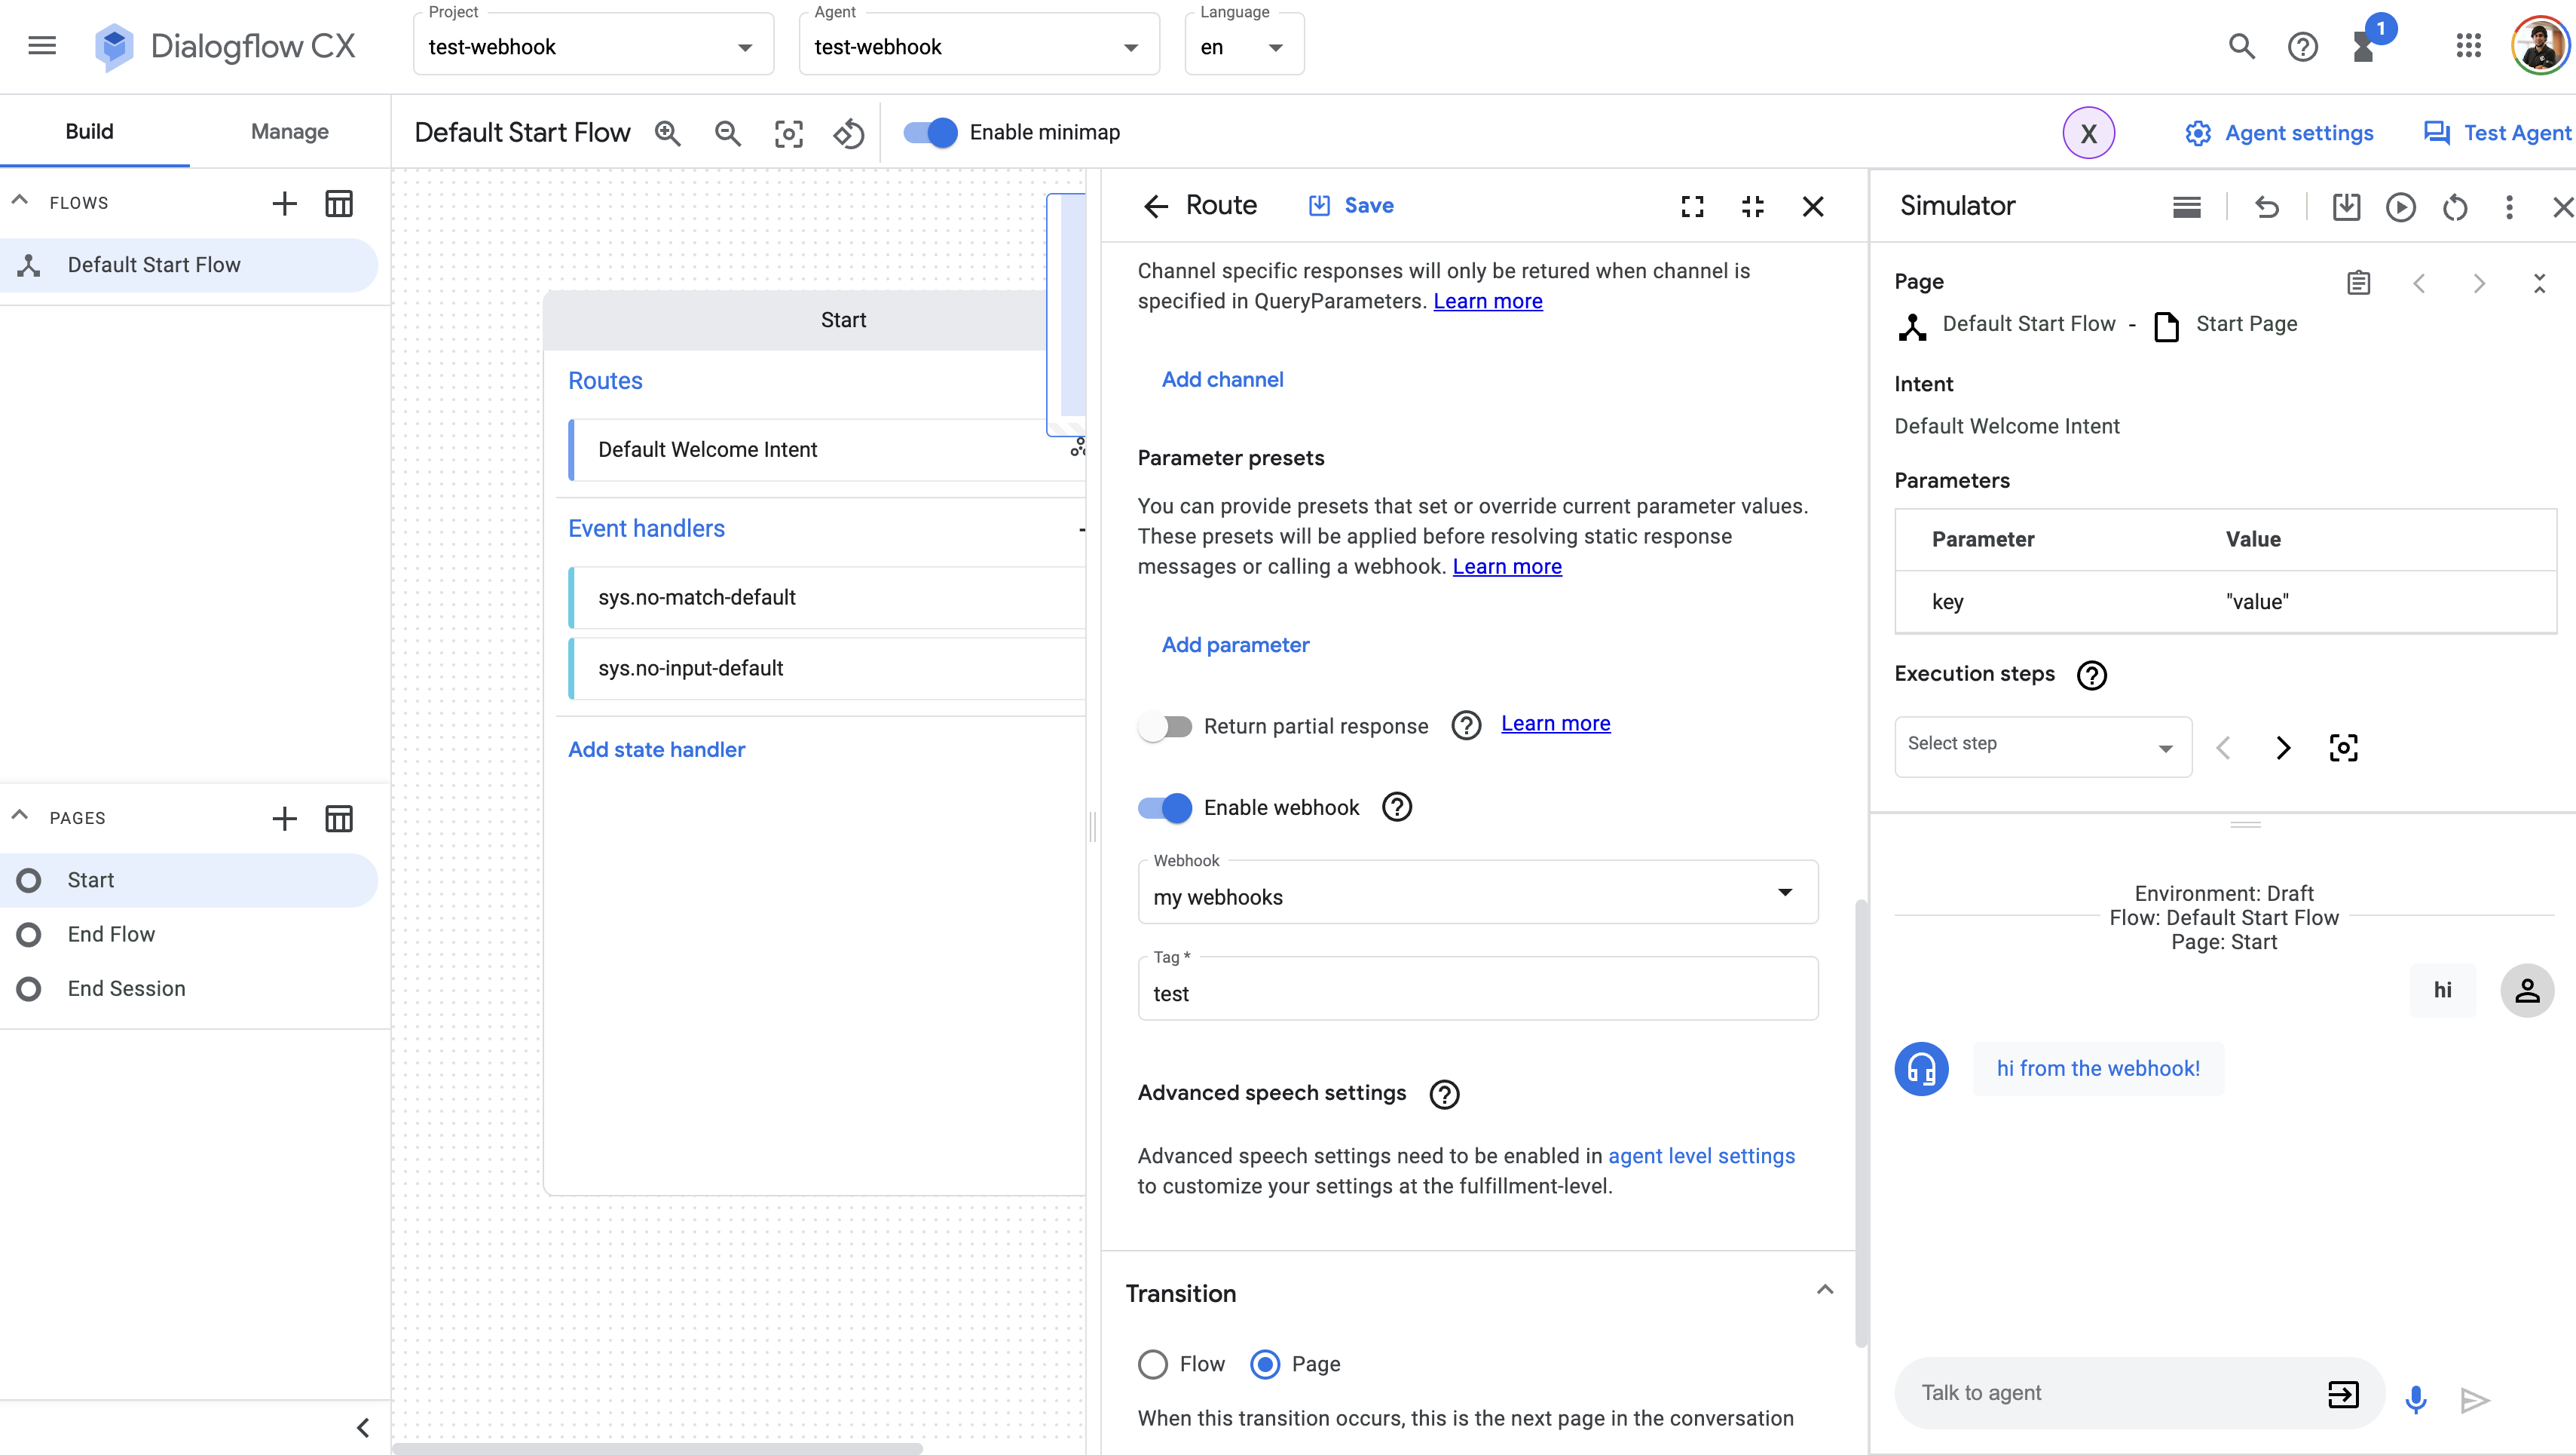 Dialogflow CX
Project
test-webhook
Agent
test-webhook
Language
en
1
Build
Manage
Default Start Flow
Enable minimap
X
Agent settings
Test Agent
FLOWS
Default Start Flow
PAGES
Start
End Flow
End Session
Start
Routes
Default Welcome Intent
Event handlers
sys.no-match-default
sys.no-input-default
Add state handler
Route
Save
Channel specific responses will only be retured when channel is
specified in QueryParameters. Learn more
Add channel
Parameter presets
You can provide presets that set or override current parameter values.
These presets will be applied before resolving static response
messages or calling a webhook. Learn more
Add parameter
Return partial response
Learn more
Enable webhook
Webhook
my webhooks
Tag *
test
Advanced speech settings
Advanced speech settings need to be enabled in agent level settings
to customize your settings at the fulfillment-level.
Transition
Flow
Page
When this transition occurs, this is the next page in the conversation
Simulator
Page
Default Start Flow - Start Page
Intent
Default Welcome Intent
Parameters
Parameter Value
key "value"
Execution steps
Select step
Environment: Draft
Flow: Default Start Flow
Page: Start
hi
hi from the webhook!
Talk to agent